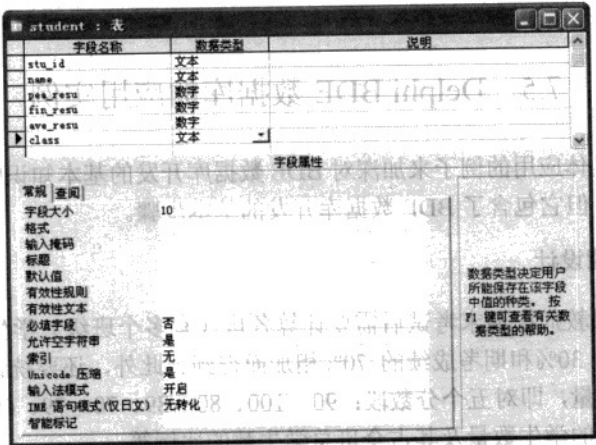 student : 表
字段名称 数据类型 说明
stu_id 文本
name 文本
pea_resu 数字
fin_resu 数字
ave_resu 数字
class 文本
字段属性
常规 查阅
字段大小 10
格式
输入掩码
标题
默认值
有效性规则
有效性文本
必填字段 否
允许空字符串 是
索引 无
Unicode 压缩 是
输入法模式 开启
IME 语句模式(仅日文) 无转化
智能标记
数据类型决定用户
所能保存在该字段
中值的种类。 按
F1 键可查看有关数
据类型的帮助。